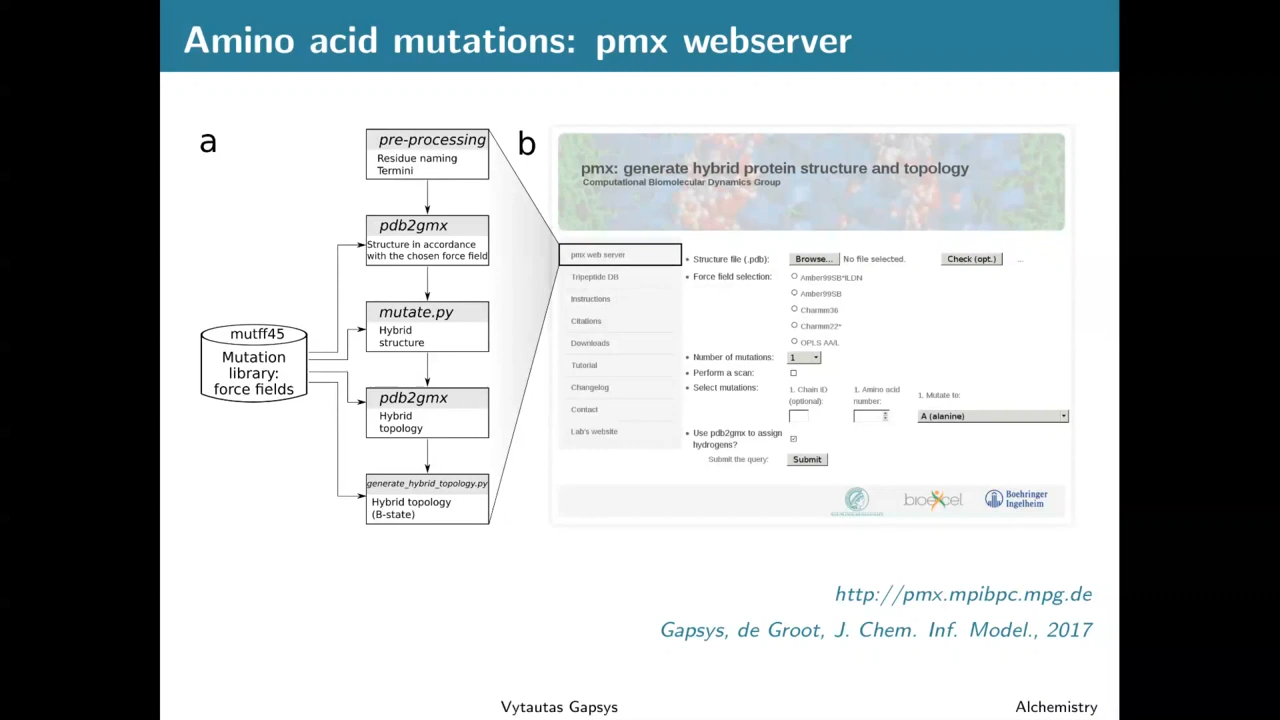 Amino acid mutations: pmx webserver
a
pre-processing
Residue naming
Termini
pdb2gmx
Structure in accordance
with the chosen force field
mutate.py
Hybrid
structure
mutff45
Mutation
library:
force fields
pdb2gmx
Hybrid
topology
generate_hybrid_topology.py
Hybrid topology
(B-state)
b
pmx: generate hybrid protein structure and topology
Computational Biomolecular Dynamics Group
pmx web server
Tripeptide DB
Instructions
Citations
Downloads
Tutorial
Changelog
Contact
Lab's website
Structure file (.pdb): Browse... No file selected. Check (opt.) ...
Force field selection: Amber99SB*ILDN
Amber99SB
Charmm36
Charmm22*
OPLS AA/L
Number of mutations: 1
Perform a scan:
Select mutations: 1. Chain ID (optional): 1. Amino acid number: 1. Mutate to:
A (alanine)
Use pdb2gmx to assign
hydrogens?
Submit the query: Submit
bioexcel
Boehringer
Ingelheim
http://pmx.mpibpc.mpg.de
Gapsys, de Groot, J. Chem. Inf. Model., 2017
Vytautas Gapsys Alchemistry